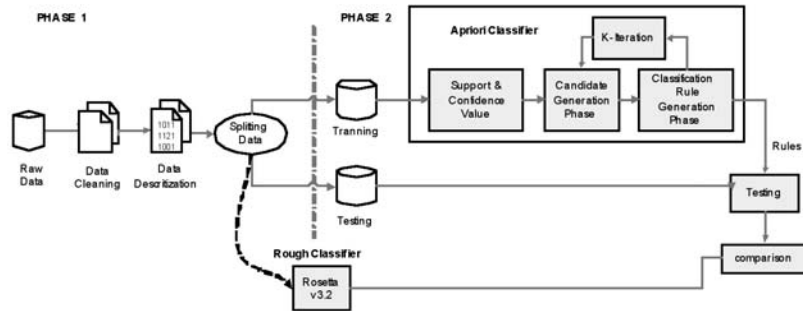 PHASE 1
PHASE 2
Apriori Classifier
K-Iteration
Support &
Confidence
Value
Candidate
Generation
Phase
Classification
Rule
Generation
Phase
1011
1121
1001
Splitting
Data
Raw
Data
Data
Cleaning
Data
Descritization
Tranning
Testing
Rules
Testing
Rough Classifier
Rosetta
v3.2
comparison